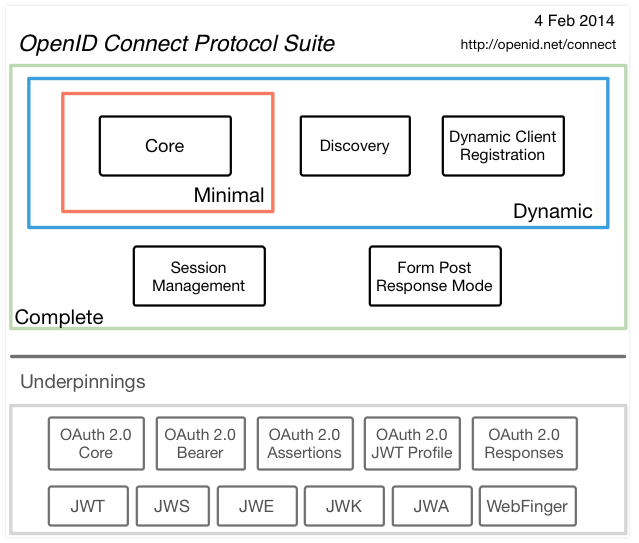 4 Feb 2014
OpenID Connect Protocol Suite
http://openid.net/connect
Core
Discovery
Dynamic Client
Registration
Minimal
Dynamic
Session
Management
Form Post
Response Mode
Complete
Underpinnings
OAuth 2.0
Core
OAuth 2.0
Bearer
OAuth 2.0
Assertions
OAuth 2.0
JWT Profile
OAuth 2.0
Responses
JWT
JWS
JWE
JWK
JWA
WebFinger